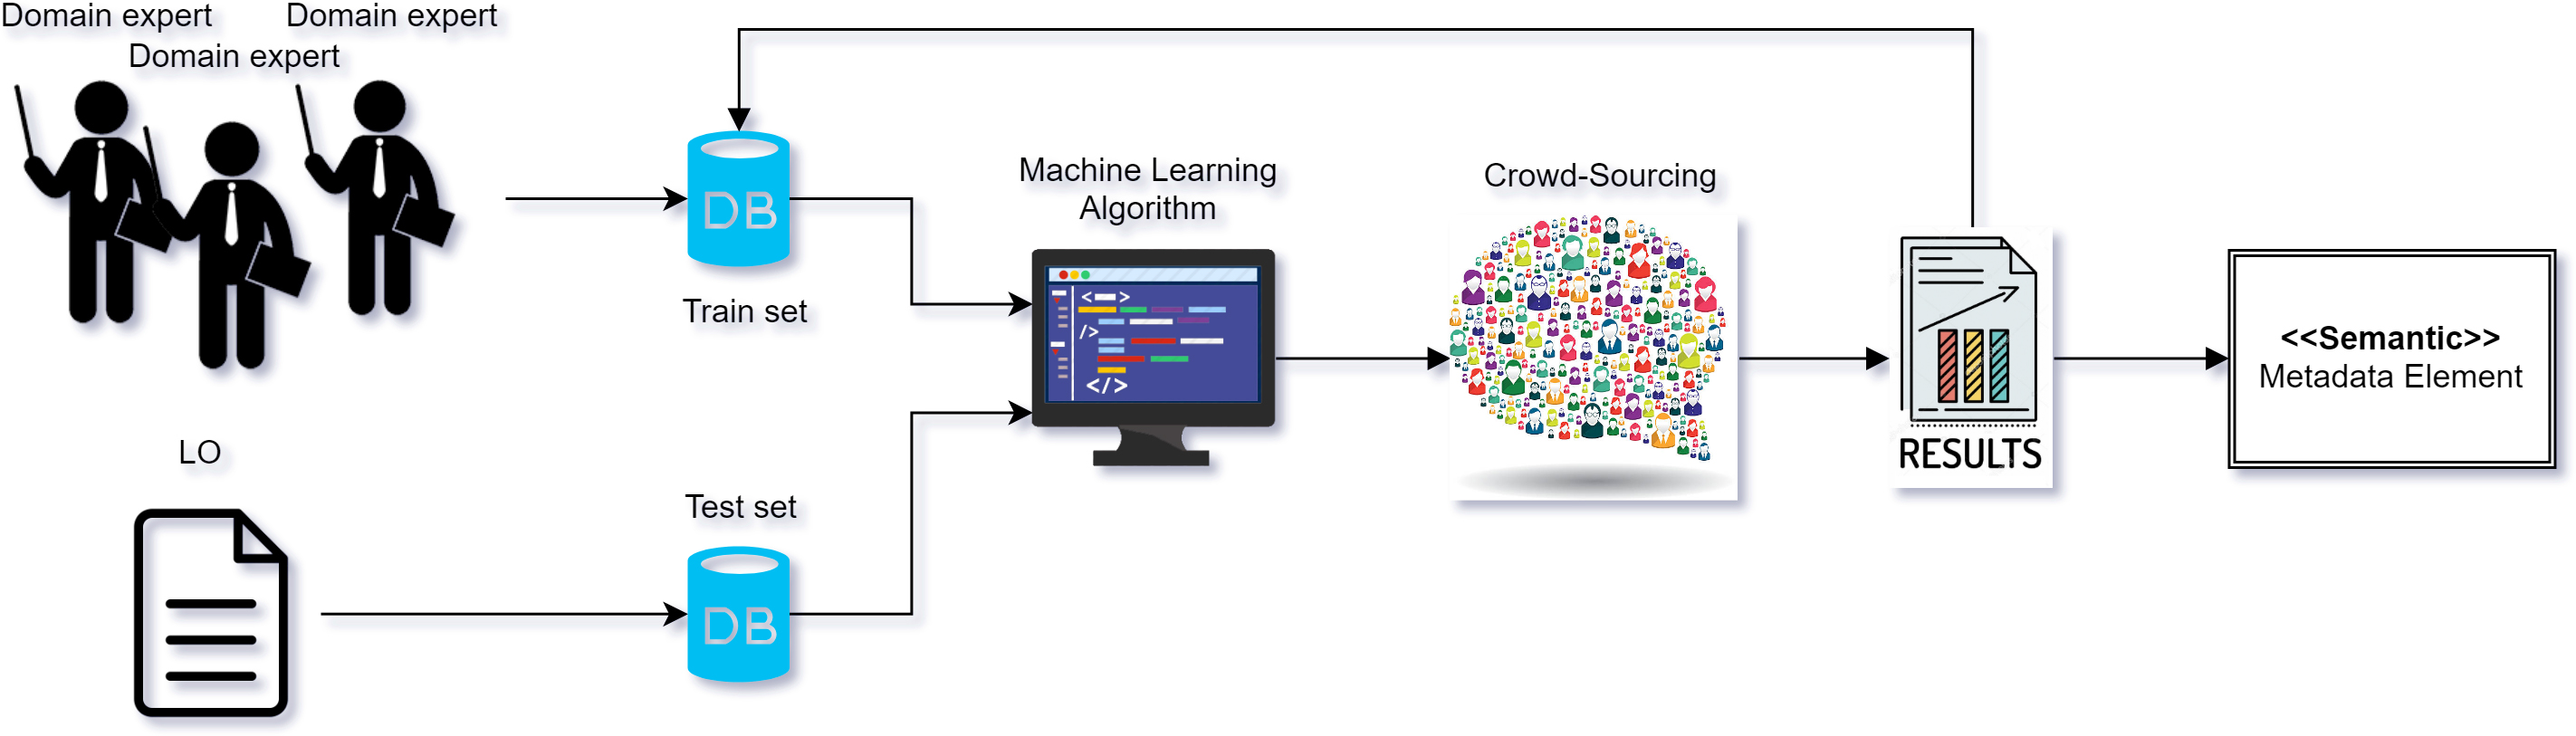 Domain expert
Domain expert
Domain expert
DB
Train set
Machine Learning
Algorithm
< >
/>
</>
Crowd-Sourcing
RESULTS
<<Semantic>>
Metadata Element
LO
Test set
DB